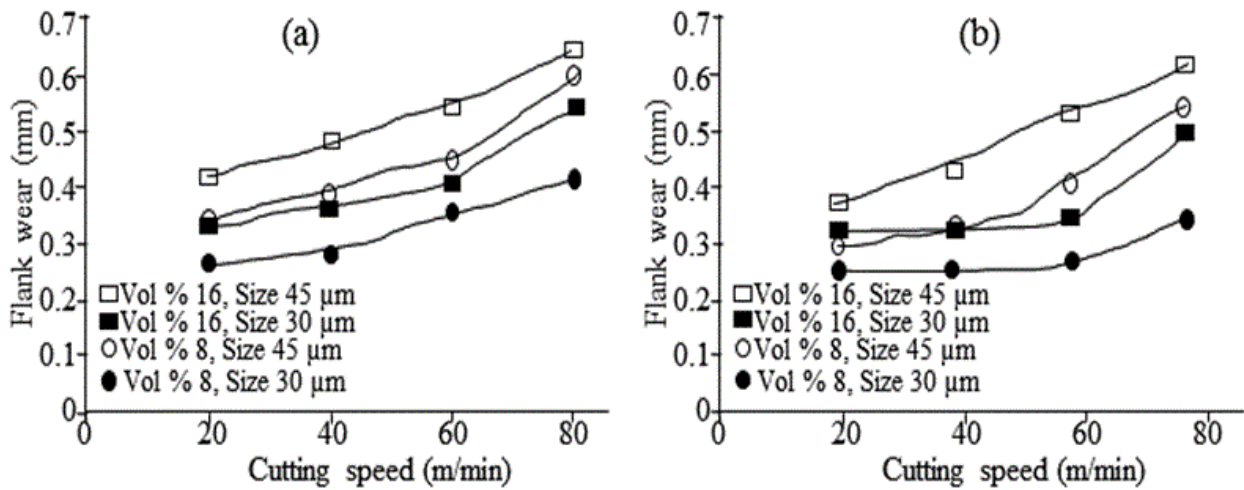 (a)
Flank wear (mm)
0.7
0.6
0.5
0.4
0.3
0.2
0.1
0
Vol % 16, Size 45 µm
Vol % 16, Size 30 µm
Vol % 8, Size 45 µm
Vol % 8, Size 30 µm
0 20 40 60 80
Cutting speed (m/min)
(b)
Flank wear (mm)
0.7
0.6
0.5
0.4
0.3
0.2
0.1
0
Vol % 16, Size 45 µm
Vol % 16, Size 30 µm
Vol % 8, Size 45 µm
Vol % 8, Size 30 µm
0 20 40 60 80
Cutting speed (m/min)